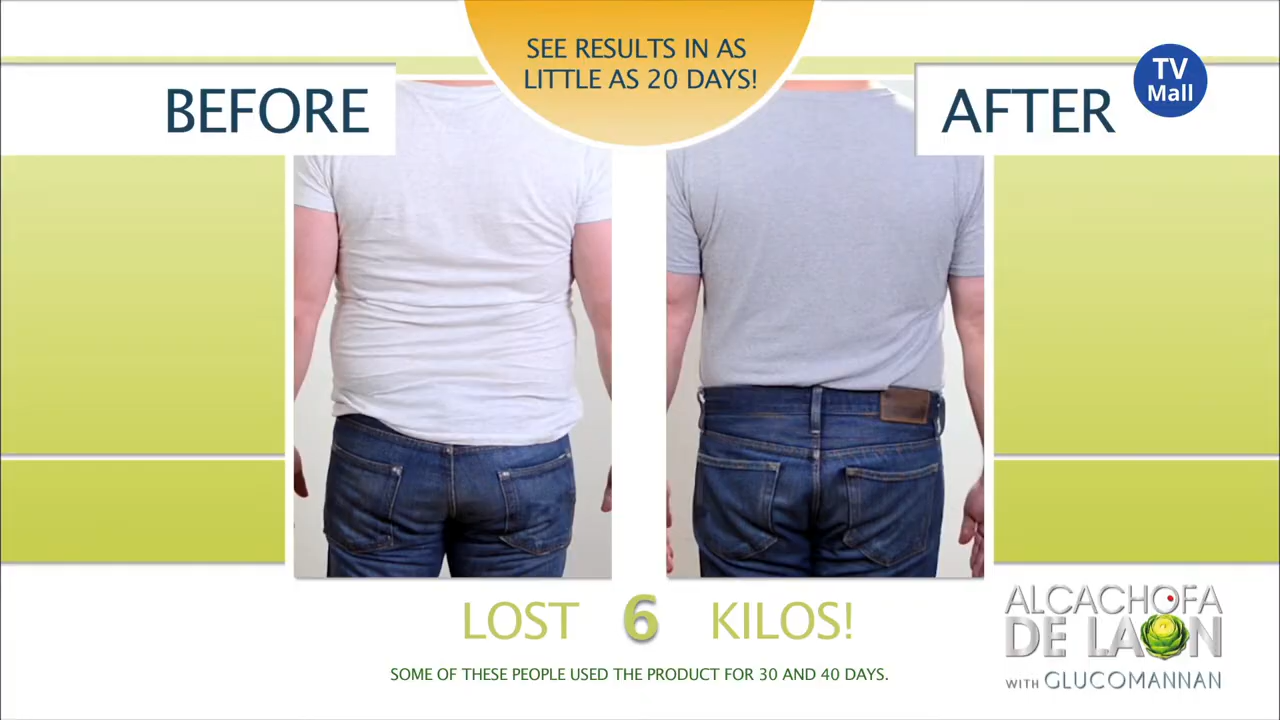 SEE RESULTS IN AS
LITTLE AS 20 DAYS!
BEFORE
AFTER
TV
Mall
LOST 6 KILOS!
SOME OF THESE PEOPLE USED THE PRODUCT FOR 30 AND 40 DAYS.
ALCACHOFA
DE LAON
WITH GLUCOMANNAN